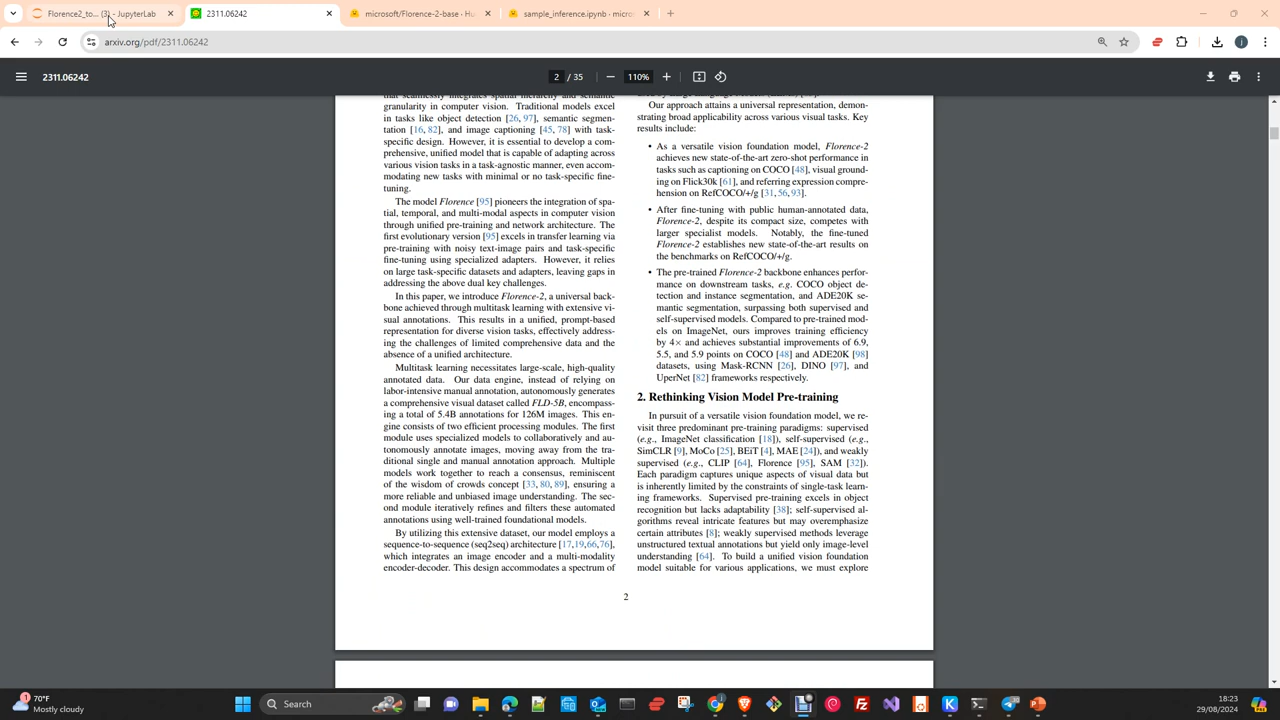 Florence2_to... (3) - JupyterLab
2311.06242
microsoft/Florence-2-base · Hu
sample_inference.ipynb · micros
arxiv.org/pdf/2311.06242
2311.06242
2 / 35
110%
that seamlessly integrates spatial hierarchy and semantic
granularity in computer vision. Traditional models excel
in tasks like object detection [26, 97], semantic segmen-
tation [16, 82], and image captioning [45, 78] with task-
specific design. However, it is essential to develop a com-
prehensive, unified model that is capable of adapting across
various vision tasks in a task-agnostic manner, even accom-
modating new tasks with minimal or no task-specific fine-
tuning.
The model Florence [95] pioneers the integration of spa-
tial, temporal, and multi-modal aspects in computer vision
through unified pre-training and network architecture. The
first evolutionary version [95] excels in transfer learning via
pre-training with noisy text-image pairs and task-specific
fine-tuning using specialized adapters. However, it relies
on large task-specific datasets and adapters, leaving gaps in
addressing the above dual key challenges.
In this paper, we introduce Florence-2, a universal back-
bone achieved through multitask learning with extensive vi-
sual annotations. This results in a unified, prompt-based
representation for diverse vision tasks, effectively address-
ing the challenges of limited comprehensive data and the
absence of a unified architecture.
Multitask learning necessitates large-scale, high-quality
annotated data. Our data engine, instead of relying on
labor-intensive manual annotation, autonomously generates
a comprehensive visual dataset called FLD-5B, encompass-
ing a total of 5.4B annotations for 126M images. This en-
gine consists of two efficient processing modules. The first
module uses specialized models to collaboratively and au-
tonomously annotate images, moving away from the tra-
ditional single and manual annotation approach. Multiple
models work together to reach a consensus, reminiscent
of the wisdom of crowds concept [33, 80, 89], ensuring a
more reliable and unbiased image understanding. The sec-
ond module iteratively refines and filters these automated
annotations using well-trained foundational models.
By utilizing this extensive dataset, our model employs a
sequence-to-sequence (seq2seq) architecture [17,19,66,76],
which integrates an image encoder and a multi-modality
encoder-decoder. This design accommodates a spectrum of
Our approach attains a universal representation, demon-
strating broad applicability across various visual tasks. Key
results include:
• As a versatile vision foundation model, Florence-2
achieves new state-of-the-art zero-shot performance in
tasks such as captioning on COCO [48], visual ground-
ing on Flick30k [61], and referring expression compre-
hension on RefCOCO/+/g [31, 56, 93].
• After fine-tuning with public human-annotated data,
Florence-2, despite its compact size, competes with
larger specialist models. Notably, the fine-tuned
Florence-2 establishes new state-of-the-art results on
the benchmarks on RefCOCO/+/g.
• The pre-trained Florence-2 backbone enhances perfor-
mance on downstream tasks, e.g. COCO object de-
tection and instance segmentation, and ADE20K se-
mantic segmentation, surpassing both supervised and
self-supervised models. Compared to pre-trained mod-
els on ImageNet, ours improves training efficiency
by 4× and achieves substantial improvements of 6.9,
5.5, and 5.9 points on COCO [48] and ADE20K [98]
datasets, using Mask-RCNN [26], DINO [97], and
UperNet [82] frameworks respectively.
2. Rethinking Vision Model Pre-training
In pursuit of a versatile vision foundation model, we re-
visit three predominant pre-training paradigms: supervised
(e.g., ImageNet classification [18]), self-supervised (e.g.,
SimCLR [9], MoCo [25], BEiT [4], MAE [24]), and weakly
supervised (e.g., CLIP [64], Florence [95], SAM [32]).
Each paradigm captures unique aspects of visual data but
is inherently limited by the constraints of single-task learn-
ing frameworks. Supervised pre-training excels in object
recognition but lacks adaptability [38]; self-supervised al-
gorithms reveal intricate features but may overemphasize
certain attributes [8]; weakly supervised methods leverage
unstructured textual annotations but yield only image-level
understanding [64]. To build a unified vision foundation
model suitable for various applications, we must explore
2
70°F
Mostly cloudy
Search
18:23
29/08/2024